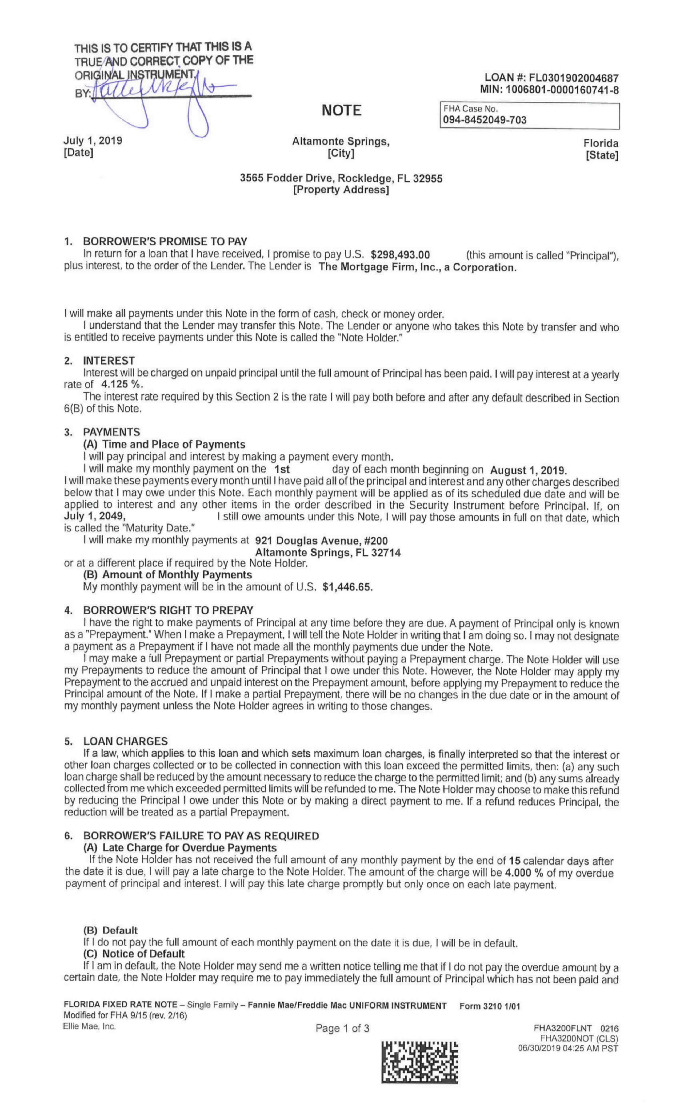 THIS IS TO CERTIFY THAT THIS IS A
TRUE AND CORRECT COPY OF THE
ORIGINAL INSTRUMENT.
BY:
LOAN #: FL0301902004687
MIN: 1006801-0000160741-8
NOTE
FHA Case No.
094-8452049-703
July 1, 2019
[Date]
Altamonte Springs,
[City]
Florida
[State]
3565 Fodder Drive, Rockledge, FL 32955
[Property Address]
1. BORROWER'S PROMISE TO PAY
In return for a loan that I have received, I promise to pay U.S. $298,493.00 (this amount is called "Principal"),
plus interest, to the order of the Lender. The Lender is The Mortgage Firm, Inc., a Corporation.
I will make all payments under this Note in the form of cash, check or money order.
I understand that the Lender may transfer this Note. The Lender or anyone who takes this Note by transfer and who
is entitled to receive payments under this Note is called the "Note Holder."
2. INTEREST
Interest will be charged on unpaid principal until the full amount of Principal has been paid. I will pay interest at a yearly
rate of 4.125 %.
The interest rate required by this Section 2 is the rate I will pay both before and after any default described in Section
6(B) of this Note.
3. PAYMENTS
(A) Time and Place of Payments
I will pay principal and interest by making a payment every month.
I will make my monthly payment on the 1st day of each month beginning on August 1, 2019.
I will make these payments every month until I have paid all of the principal and interest and any other charges described
below that I may owe under this Note. Each monthly payment will be applied as of its scheduled due date and will be
applied to interest and any other items in the order described in the Security Instrument before Principal. If, on
July 1, 2049, I still owe amounts under this Note, I will pay those amounts in full on that date, which
is called the "Maturity Date."
I will make my monthly payments at 921 Douglas Avenue, #200
Altamonte Springs, FL 32714
or at a different place if required by the Note Holder.
(B) Amount of Monthly Payments
My monthly payment will be in the amount of U.S. $1,446.65.
4. BORROWER'S RIGHT TO PREPAY
I have the right to make payments of Principal at any time before they are due. A payment of Principal only is known
as a "Prepayment." When I make a Prepayment, I will tell the Note Holder in writing that I am doing so. I may not designate
a payment as a Prepayment if I have not made all the monthly payments due under the Note.
I may make a full Prepayment or partial Prepayments without paying a Prepayment charge. The Note Holder will use
my Prepayments to reduce the amount of Principal that I owe under this Note. However, the Note Holder may apply my
Prepayment to the accrued and unpaid interest on the Prepayment amount, before applying my Prepayment to reduce the
Principal amount of the Note. If I make a partial Prepayment, there will be no changes in the due date or in the amount of
my monthly payment unless the Note Holder agrees in writing to those changes.
5. LOAN CHARGES
If a law, which applies to this loan and which sets maximum loan charges, is finally interpreted so that the interest or
other loan charges collected or to be collected in connection with this loan exceed the permitted limits, then: (a) any such
loan charge shall be reduced by the amount necessary to reduce the charge to the permitted limit; and (b) any sums already
collected from me which exceeded permitted limits will be refunded to me. The Note Holder may choose to make this refund
by reducing the Principal I owe under this Note or by making a direct payment to me. If a refund reduces Principal, the
reduction will be treated as a partial Prepayment.
6. BORROWER'S FAILURE TO PAY AS REQUIRED
(A) Late Charge for Overdue Payments
If the Note Holder has not received the full amount of any monthly payment by the end of 15 calendar days after
the date it is due, I will pay a late charge to the Note Holder. The amount of the charge will be 4.000 % of my overdue
payment of principal and interest. I will pay this late charge promptly but only once on each late payment.
(B) Default
If I do not pay the full amount of each monthly payment on the date it is due, I will be in default.
(C) Notice of Default
If I am in default, the Note Holder may send me a written notice telling me that if I do not pay the overdue amount by a
certain date, the Note Holder may require me to pay immediately the full amount of Principal which has not been paid and
FLORIDA FIXED RATE NOTE – Single Family – Fannie Mae/Freddie Mac UNIFORM INSTRUMENT Form 3210 1/01
Modified for FHA 9/15 (rev. 2/16)
Ellie Mae, Inc.
Page 1 of 3
FHA3200FLNT 0216
FHA3200NOT (CLS)
06/30/2019 04:25 AM PST